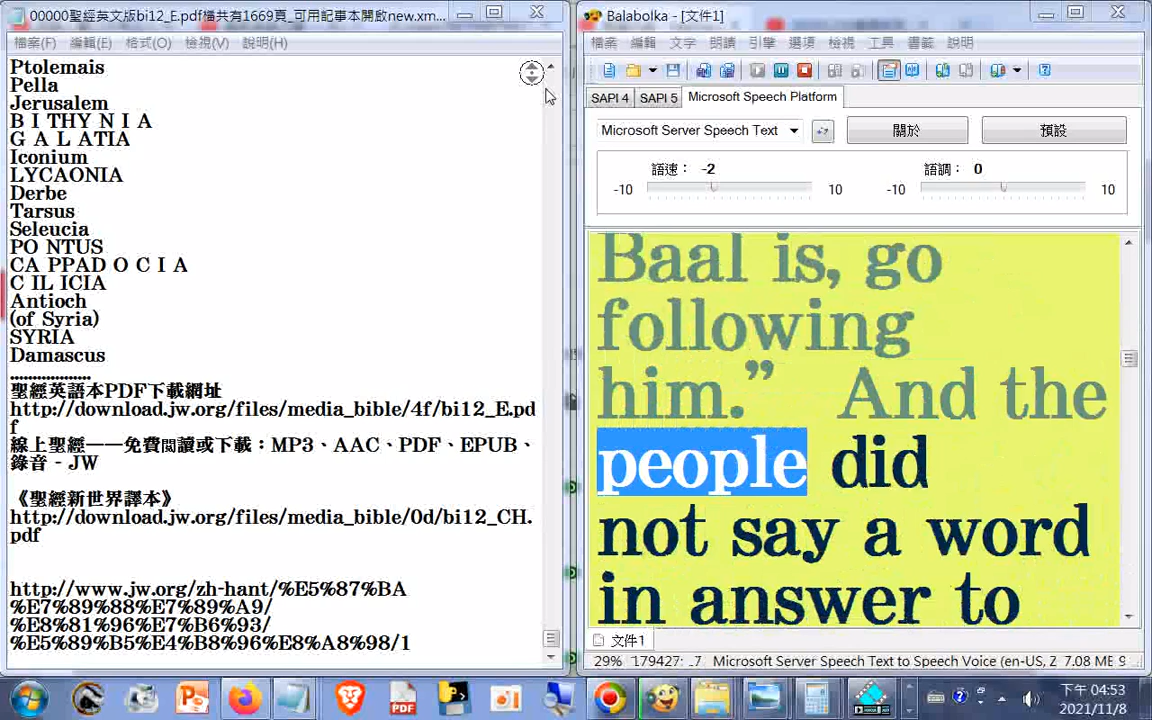 00000聖經英文版bi12_E.pdf檔共有1669頁_可用記事本開啟new.xm...
檔案(F) 編輯(E) 格式(O) 檢視(V) 說明(H)
Ptolemais
Pella
Jerusalem
B I THY N I A
G A L ATIA
Iconium
LYCAONIA
Derbe
Tarsus
Seleucia
PO NTUS
CA PPAD O C I A
C IL ICIA
Antioch
(of Syria)
SYRIA
Damascus
..................
聖經英語本PDF下載網址
http://download.jw.org/files/media_bible/4f/bi12_E.pd
f
線上聖經——免費閱讀或下載：MP3、AAC、PDF、EPUB、
錄音 - JW
《聖經新世界譯本》
http://download.jw.org/files/media_bible/0d/bi12_CH.
pdf
http://www.jw.org/zh-hant/%E5%87%BA
%E7%89%88%E7%89%A9/
%E8%81%96%E7%B6%93/
%E5%89%B5%E4%B8%96%E8%A8%98/1
Balabolka - [文件1]
檔案 編輯 文字 朗讀 引擎 選項 檢視 工具 書籤 說明
SAPI 4 SAPI 5 Microsoft Speech Platform
Microsoft Server Speech Text 關於 預設
語速： -2 語調： 0
-10 10 -10 10
Baal is, go
following
him.” And the
people did
not say a word
in answer to
文件1
29% 179427: .7 Microsoft Server Speech Text to Speech Voice (en-US, Z 7.08 MB 9
PDF
下午 04:53
2021/11/8